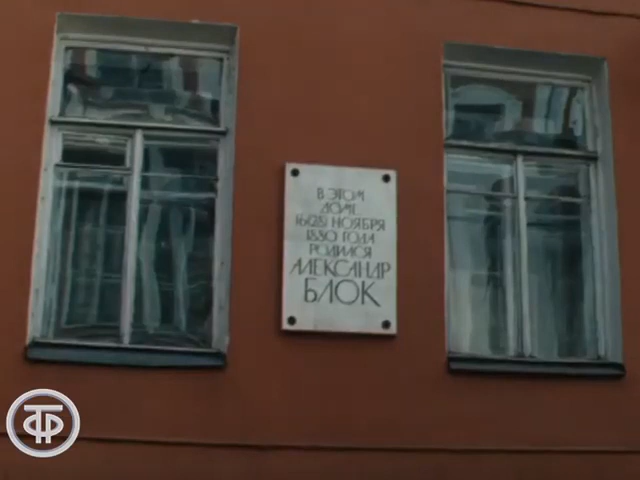 В ЭТОМ
ДОМЕ
16(28) НОЯБРЯ
1880 ГОДА
РОДИЛСЯ
АЛЕКСАНДР
БЛОК